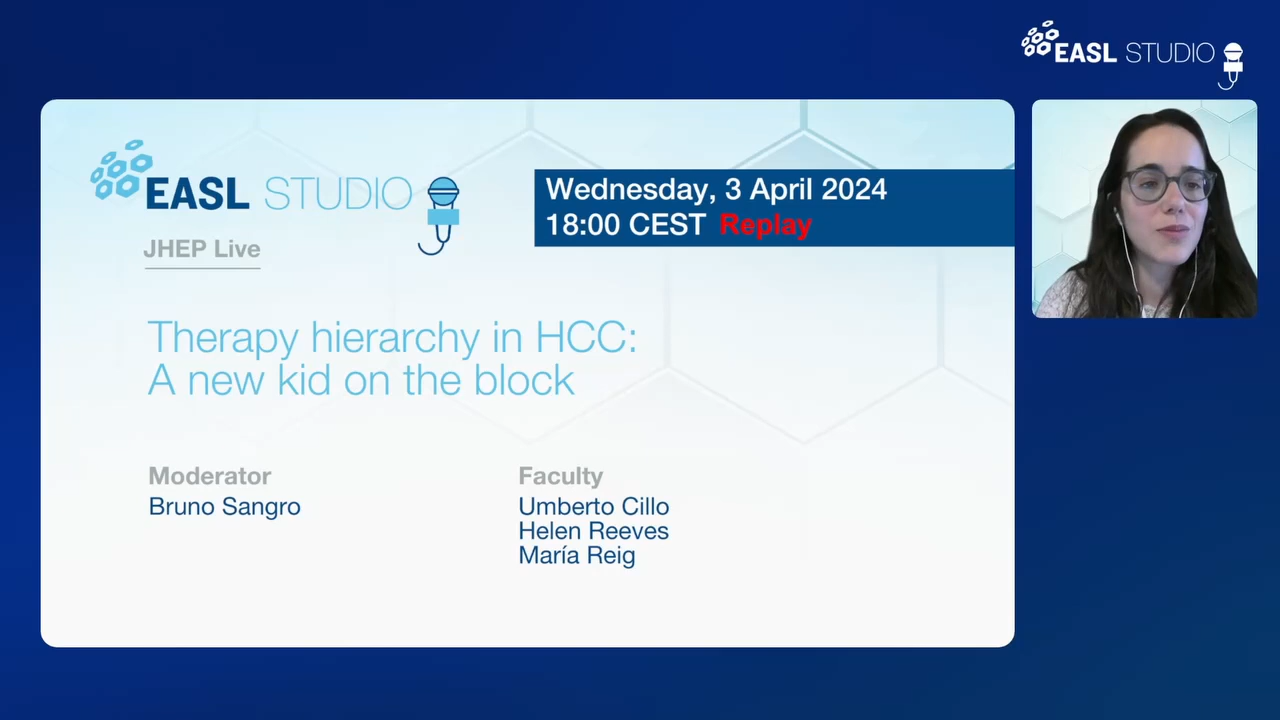 EASL STUDIO
EASL STUDIO
JHEP Live
Wednesday, 3 April 2024
18:00 CEST Replay
Therapy hierarchy in HCC:
A new kid on the block
Moderator
Bruno Sangro
Faculty
Umberto Cillo
Helen Reeves
María Reig